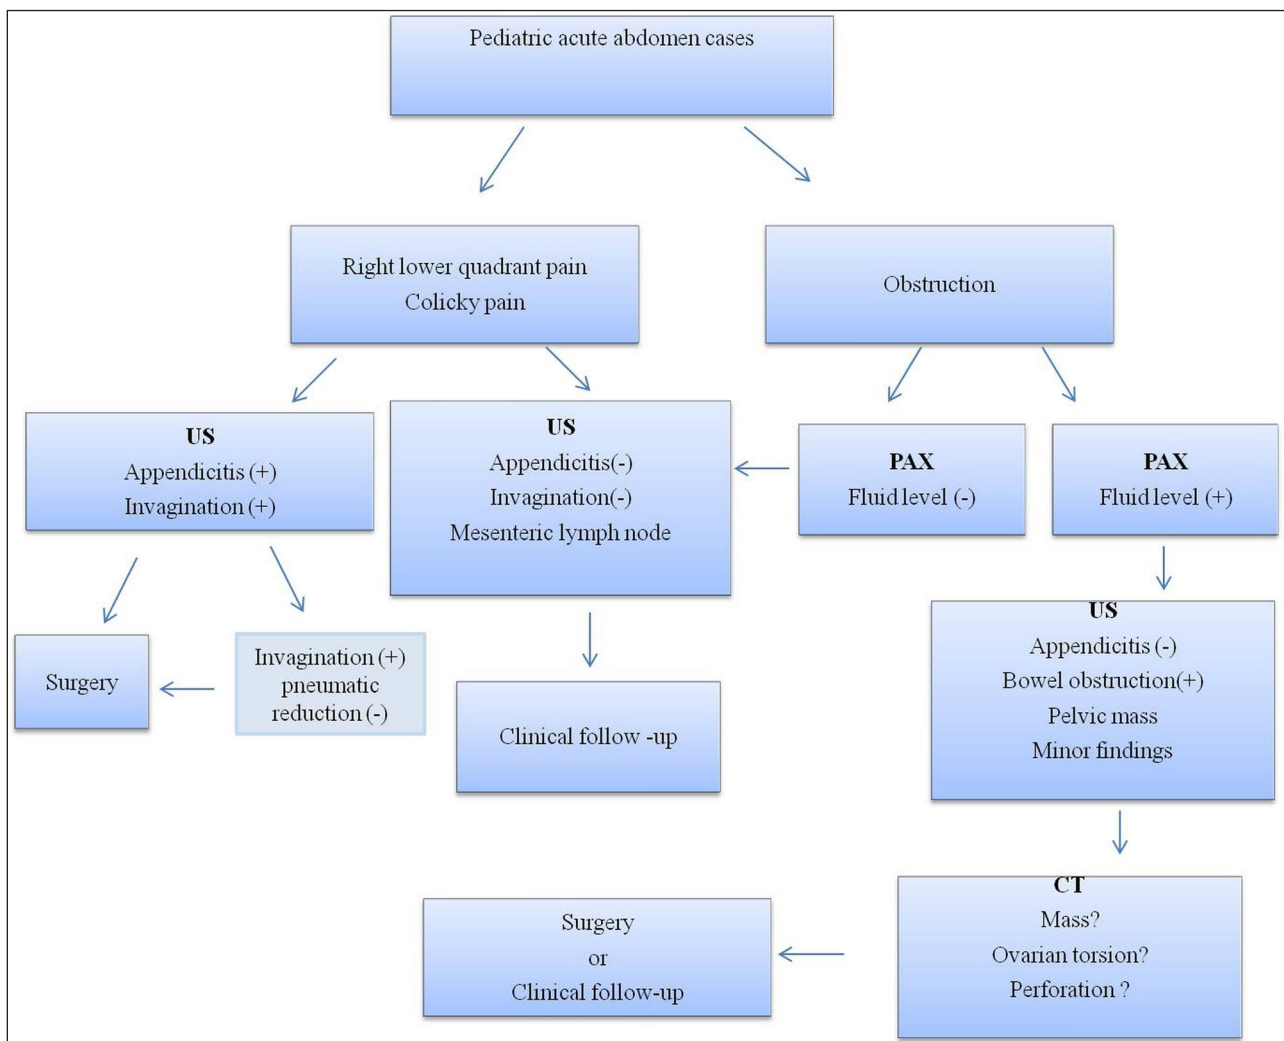 Pediatric acute abdomen cases
Right lower quadrant pain
Colicky pain
Obstruction
US
Appendicitis (+)
Invagination (+)
US
Appendicitis(-)
Invagination(-)
Mesenteric lymph node
PAX
Fluid level (-)
PAX
Fluid level (+)
Surgery
Invagination (+)
pneumatic
reduction (-)
Clinical follow -up
US
Appendicitis (-)
Bowel obstruction(+)
Pelvic mass
Minor findings
Surgery
or
Clinical follow-up
CT
Mass?
Ovarian torsion?
Perforation ?